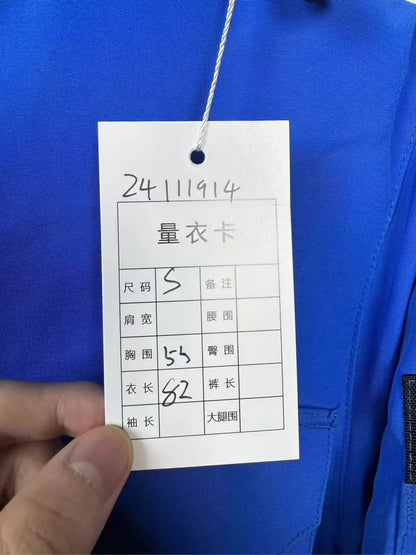 24111914
量衣卡
尺码 S 备注
肩宽 腰围
胸围 55 臀围
衣长 82 裤长
袖长 大腿围